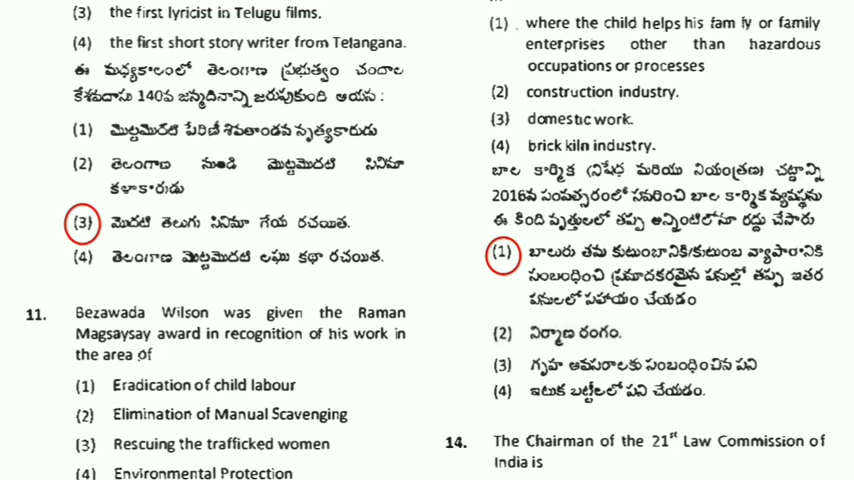 (3) the first lyricist in Telugu films.
(4) the first short story writer from Telangana.
ఈ మధ్యకాలంలో తెలంగాణ ప్రభుత్వం చందాల
కేశవదాసు 140వ జన్మదినాన్ని జరుపుకుంది ఆయన :
(1) మొట్టమొదటి పేరిణీ శివతాండవ నృత్యకారుడు
(2) తెలంగాణ నుండి మొట్టమొదటి సినిమా
కళాకారుడు
(3) మొదటి తెలుగు సినిమా గేయ రచయిత.
(4) తెలంగాణ మొట్టమొదటి లఘు కథా రచయిత.
11. Bezawada Wilson was given the Raman
Magsaysay award in recognition of his work in
the area of
(1) Eradication of child labour
(2) Elimination of Manual Scavenging
(3) Rescuing the trafficked women
(4) Environmental Protection
(1) where the child helps his family or family
enterprises other than hazardous
occupations or processes
(2) construction industry.
(3) domestic work.
(4) brick kiln industry.
బాల కార్మిక (నిషేధ మరియు నియంత్రణ) చట్టాన్ని
2016వ సంవత్సరంలో సవరించి బాల కార్మిక వ్యవస్థను
ఈ కింది వృత్తులలో తప్ప అన్నింటిలోనూ రద్దు చేసారు
(1) బాలురు తమ కుటుంబానికి/కుటుంబ వ్యాపారానికి
సంబంధించి ప్రమాదకరమైన పనుల్లో తప్ప ఇతర
పనులలో సహాయం చేయడం
(2) నిర్మాణ రంగం.
(3) గృహ అవసరాలకు సంబంధించిన పని
(4) ఇటుక బట్టీలలో పని చేయడం.
14. The Chairman of the 21st Law Commission of
India is